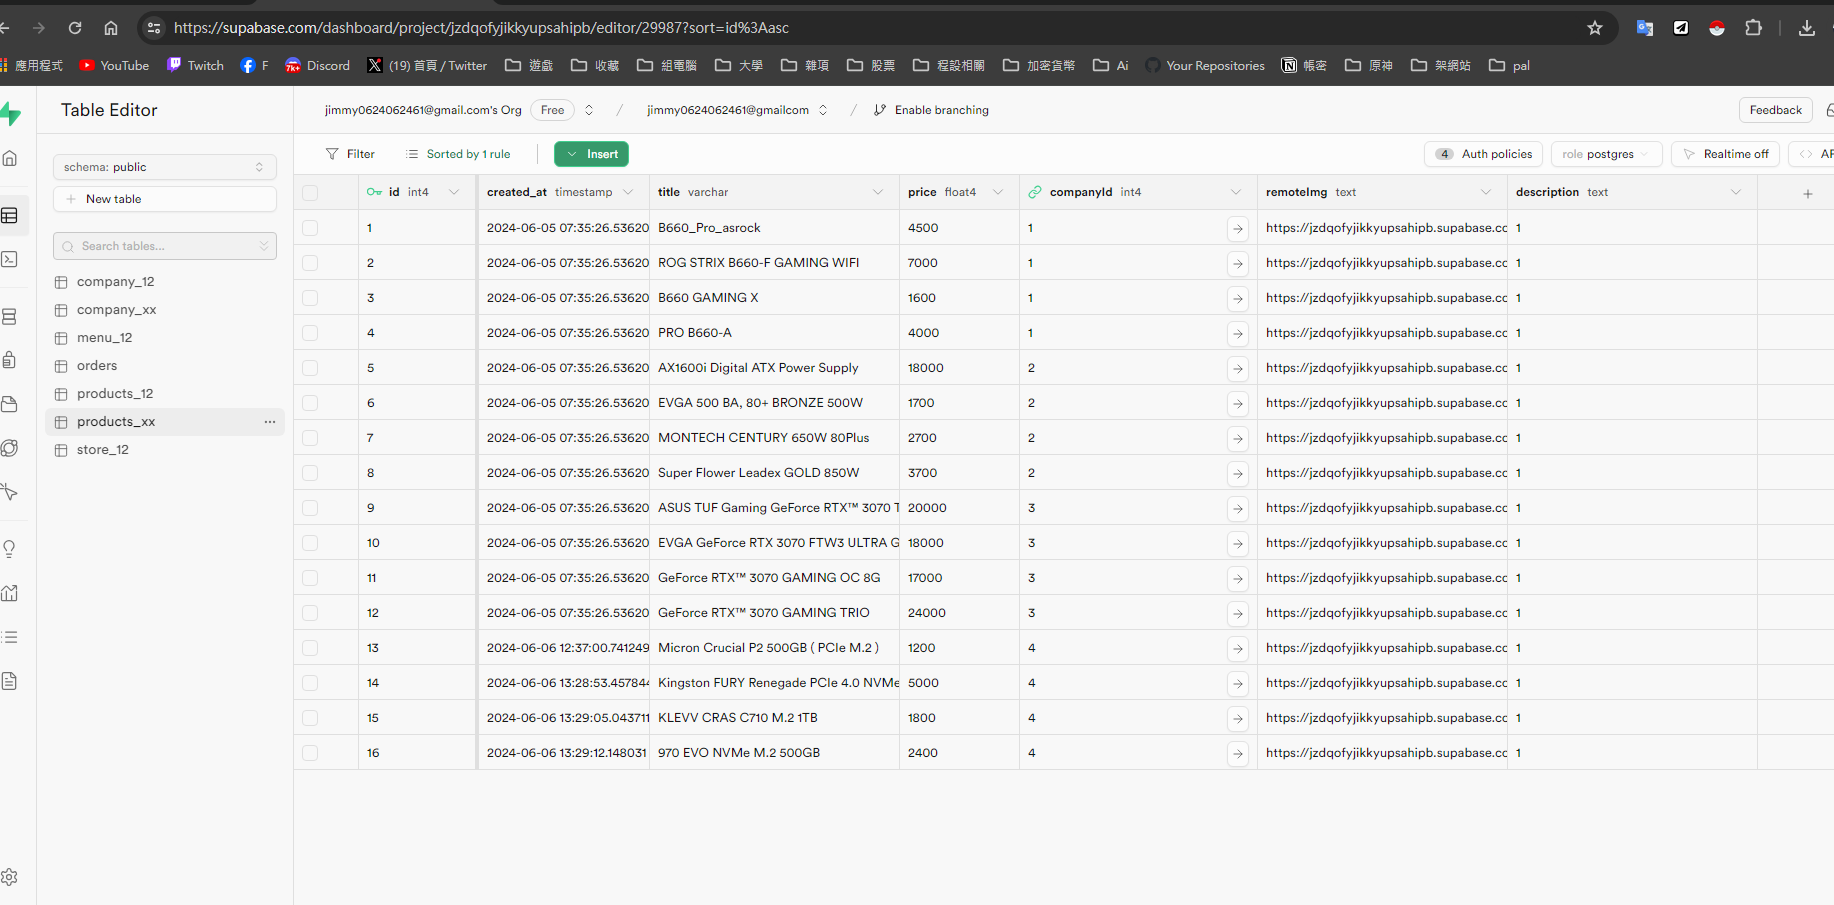 https://supabase.com/dashboard/project/jzdqofyjikkyupsahipb/editor/29987?sort=id%3Aasc
應用程式 YouTube Twitch F 7K+ Discord (19) 首頁 / Twitter 遊戲 收藏 組電腦 大學 雜項 股票 程設相關 加密貨幣 Ai Your Repositories 帳密 原神 架網站 pal
Table Editor
jimmy0624062461@gmail.com's Org Free / jimmy0624062461@gmailcom / Enable branching Feedback
schema: public
New table
Search tables...
company_12
company_xx
menu_12
orders
products_12
products_xx ...
store_12
Filter Sorted by 1 rule Insert 4 Auth policies role postgres Realtime off AP
id int4 created_at timestamp title varchar price float4 companyId int4 remoteImg text description text
1 2024-06-05 07:35:26.53620 B660_Pro_asrock 4500 1 https://jzdqofyjikkyupsahipb.supabase.cc 1
2 2024-06-05 07:35:26.53620 ROG STRIX B660-F GAMING WIFI 7000 1 https://jzdqofyjikkyupsahipb.supabase.cc 1
3 2024-06-05 07:35:26.53620 B660 GAMING X 1600 1 https://jzdqofyjikkyupsahipb.supabase.cc 1
4 2024-06-05 07:35:26.53620 PRO B660-A 4000 1 https://jzdqofyjikkyupsahipb.supabase.cc 1
5 2024-06-05 07:35:26.53620 AX1600i Digital ATX Power Supply 18000 2 https://jzdqofyjikkyupsahipb.supabase.cc 1
6 2024-06-05 07:35:26.53620 EVGA 500 BA, 80+ BRONZE 500W 1700 2 https://jzdqofyjikkyupsahipb.supabase.cc 1
7 2024-06-05 07:35:26.53620 MONTECH CENTURY 650W 80Plus 2700 2 https://jzdqofyjikkyupsahipb.supabase.cc 1
8 2024-06-05 07:35:26.53620 Super Flower Leadex GOLD 850W 3700 2 https://jzdqofyjikkyupsahipb.supabase.cc 1
9 2024-06-05 07:35:26.53620 ASUS TUF Gaming GeForce RTX™ 3070 T 20000 3 https://jzdqofyjikkyupsahipb.supabase.cc 1
10 2024-06-05 07:35:26.53620 EVGA GeForce RTX 3070 FTW3 ULTRA G 18000 3 https://jzdqofyjikkyupsahipb.supabase.cc 1
11 2024-06-05 07:35:26.53620 GeForce RTX™ 3070 GAMING OC 8G 17000 3 https://jzdqofyjikkyupsahipb.supabase.cc 1
12 2024-06-05 07:35:26.53620 GeForce RTX™ 3070 GAMING TRIO 24000 3 https://jzdqofyjikkyupsahipb.supabase.cc 1
13 2024-06-06 12:37:00.741249 Micron Crucial P2 500GB ( PCIe M.2 ) 1200 4 https://jzdqofyjikkyupsahipb.supabase.cc 1
14 2024-06-06 13:28:53.457844 Kingston FURY Renegade PCIe 4.0 NVMe 5000 4 https://jzdqofyjikkyupsahipb.supabase.cc 1
15 2024-06-06 13:29:05.043711 KLEVV CRAS C710 M.2 1TB 1800 4 https://jzdqofyjikkyupsahipb.supabase.cc 1
16 2024-06-06 13:29:12.148031 970 EVO NVMe M.2 500GB 2400 4 https://jzdqofyjikkyupsahipb.supabase.cc 1